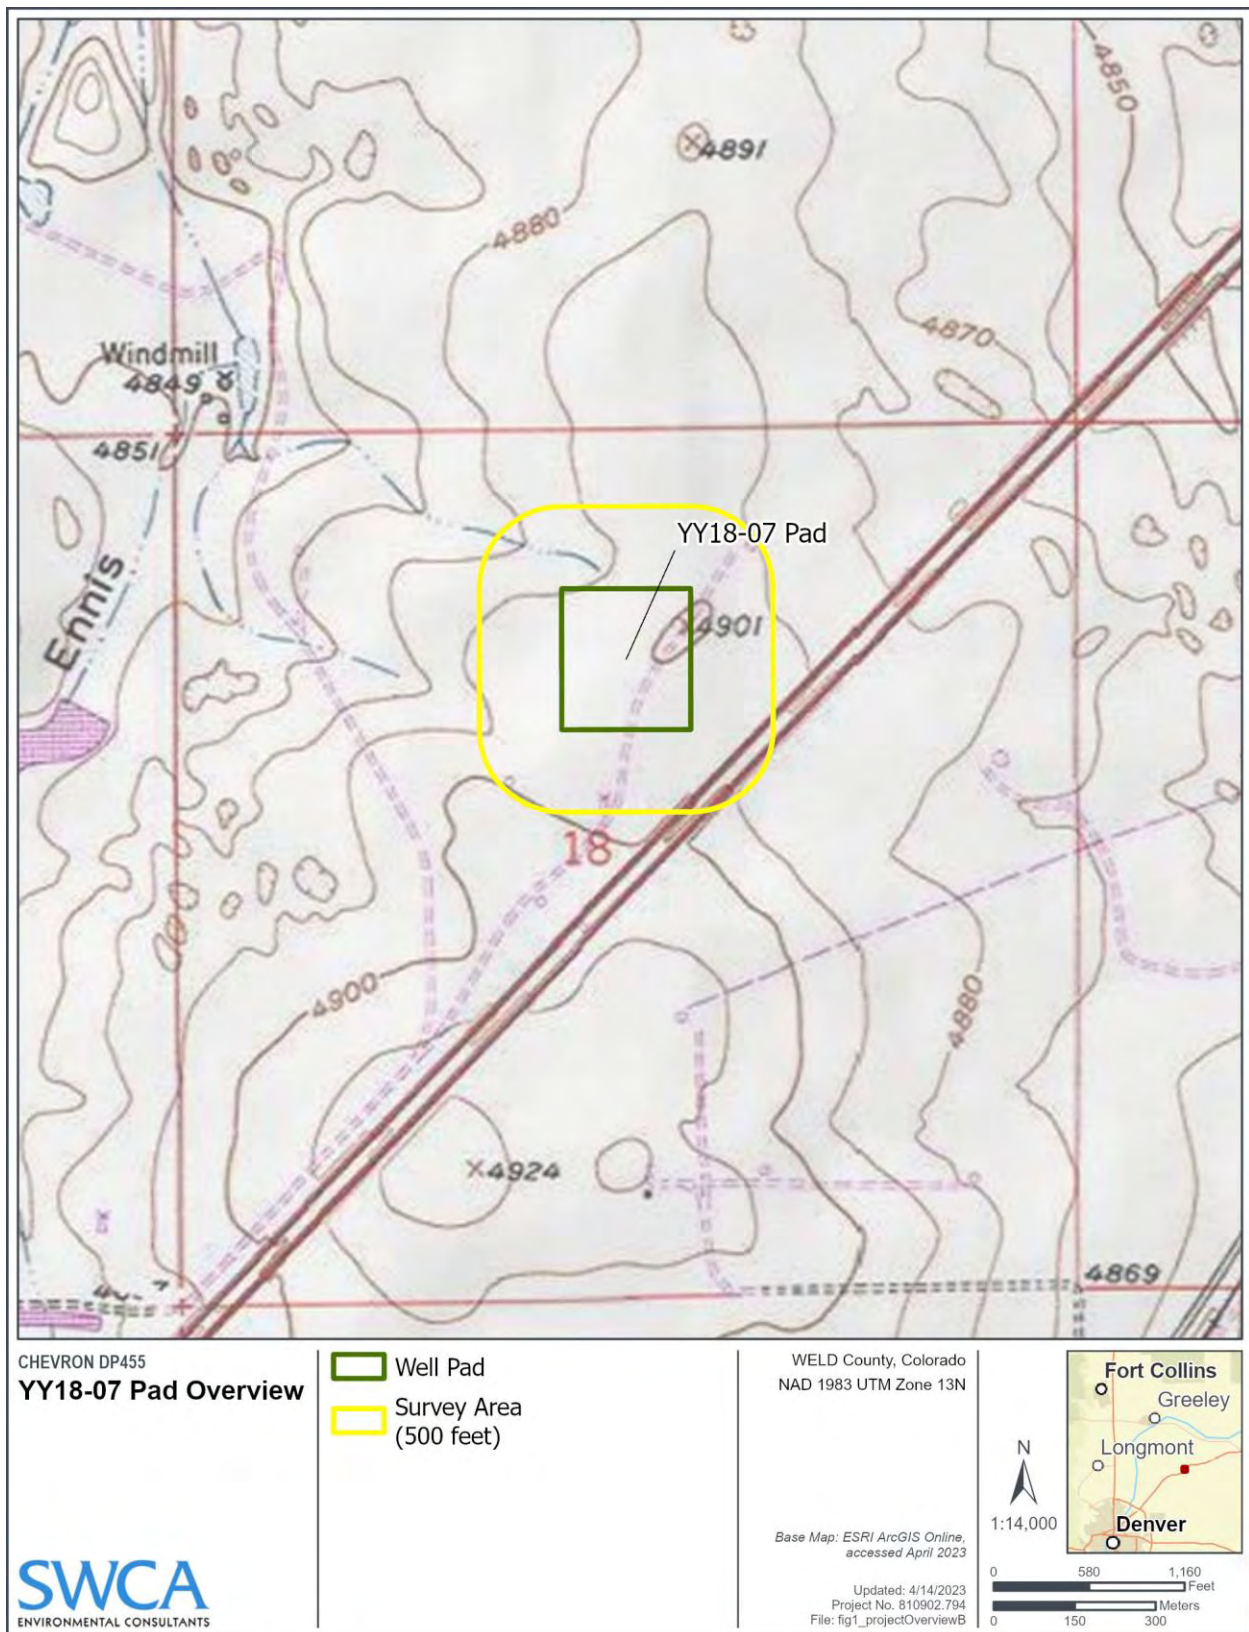 4850
4891
4880
4870
Windmill
4849
4851
YY18-07 Pad
4901
Ennis
18
4900
4880
4924
4869
CHEVRON DP455
YY18-07 Pad Overview
Well Pad
Survey Area
(500 feet)
WELD County, Colorado
NAD 1983 UTM Zone 13N
Base Map: ESRI ArcGIS Online,
accessed April 2023
Updated: 4/14/2023
Project No. 810902.794
File: fig1_projectOverviewB
N
1:14,000
Fort Collins
Greeley
Longmont
Denver
0 580 1,160
Feet
Meters
0 150 300
SWCA
ENVIRONMENTAL CONSULTANTS